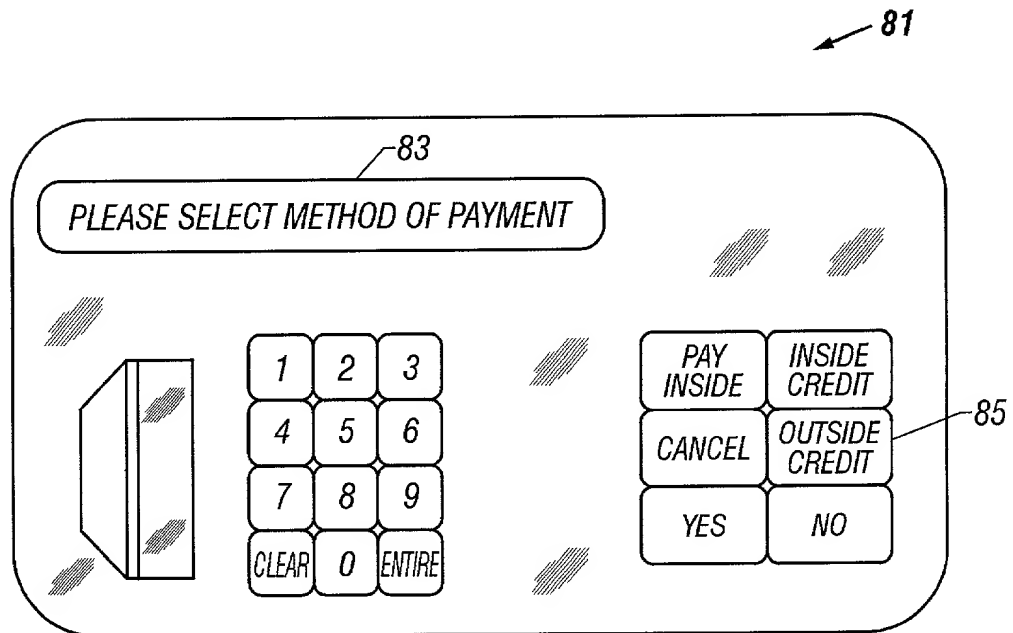 81
83
PLEASE SELECT METHOD OF PAYMENT
1 2 3
4 5 6
7 8 9
CLEAR 0 ENTIRE
PAY INSIDE
INSIDE CREDIT
CANCEL
OUTSIDE CREDIT
85
YES
NO